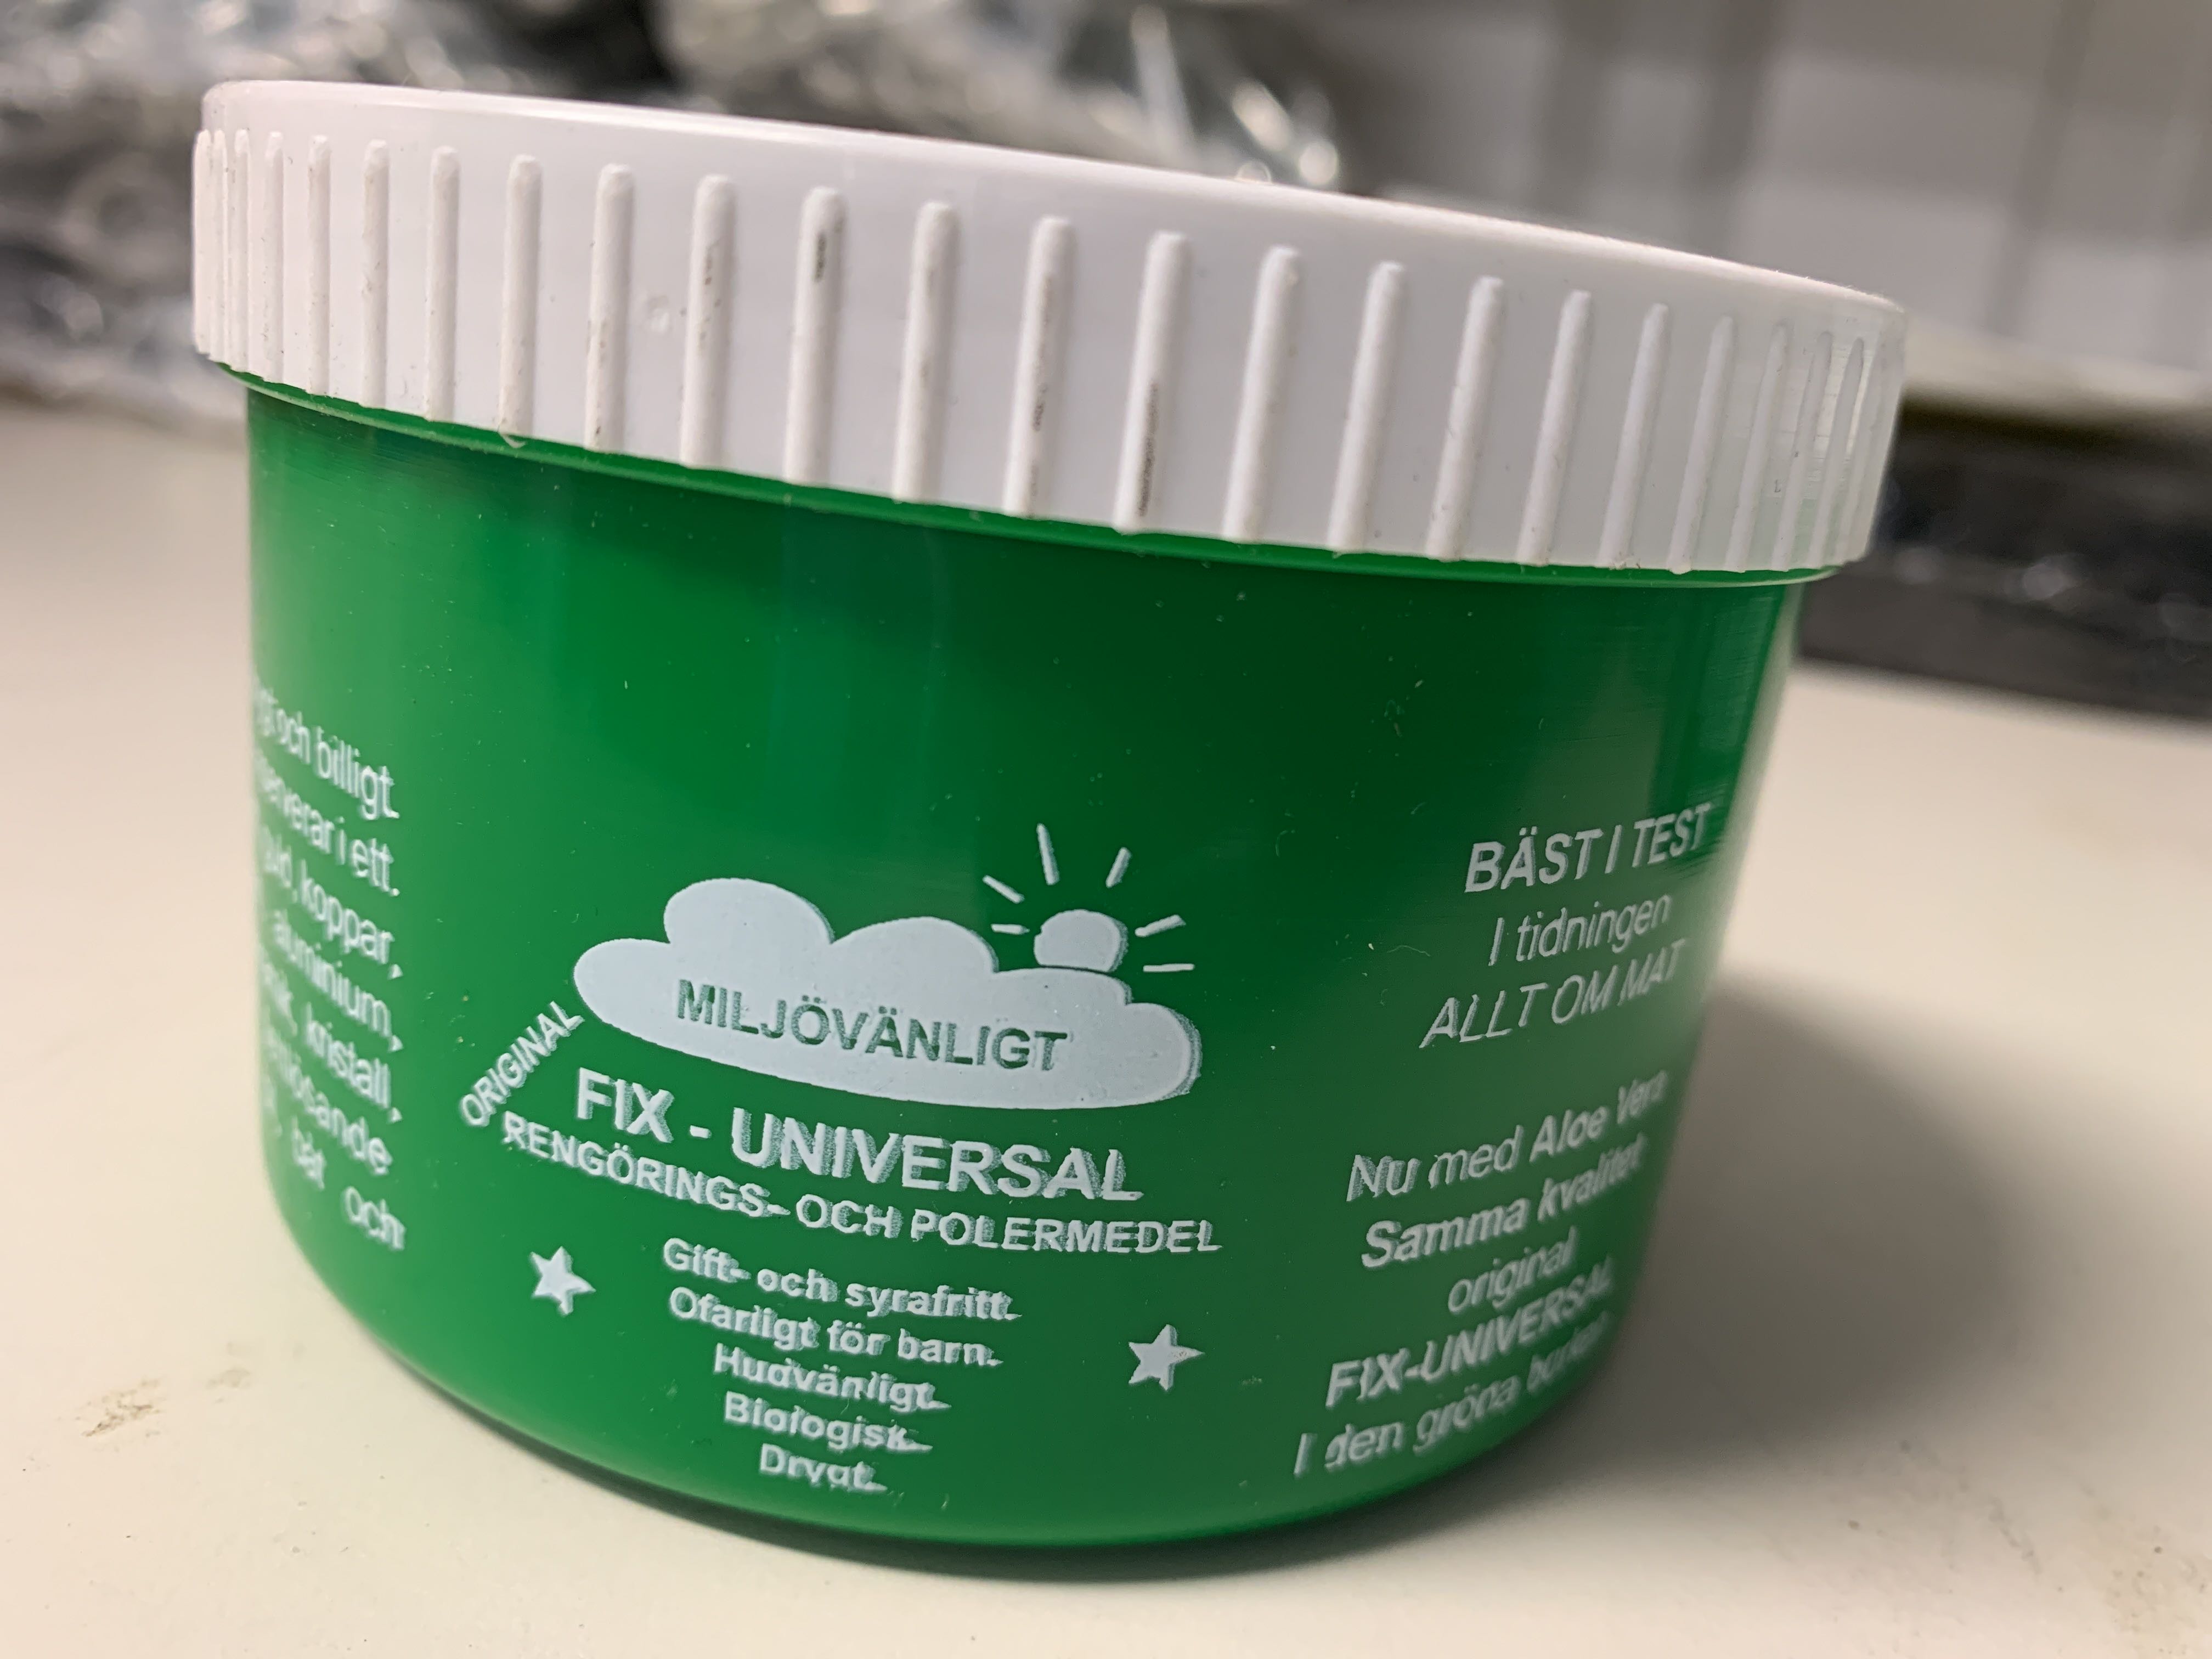 och billigt.
i ett.
koppar,
aluminium,
kristall,
och
MILJÖVÄNLIGT
ORIGINAL
FIX - UNIVERSAL
RENGÖRINGS- OCH POLERMEDEL
Gift- och syrafritt.
Ofarligt för barn.
Hudvänligt.
Biologisk.
Drygt.
BÄST I TEST
I tidningen
ALLT OM MAT
Nu med Aloe Vera
Samma kvalitet
original
FIX-UNIVERSAL
I den gröna burken